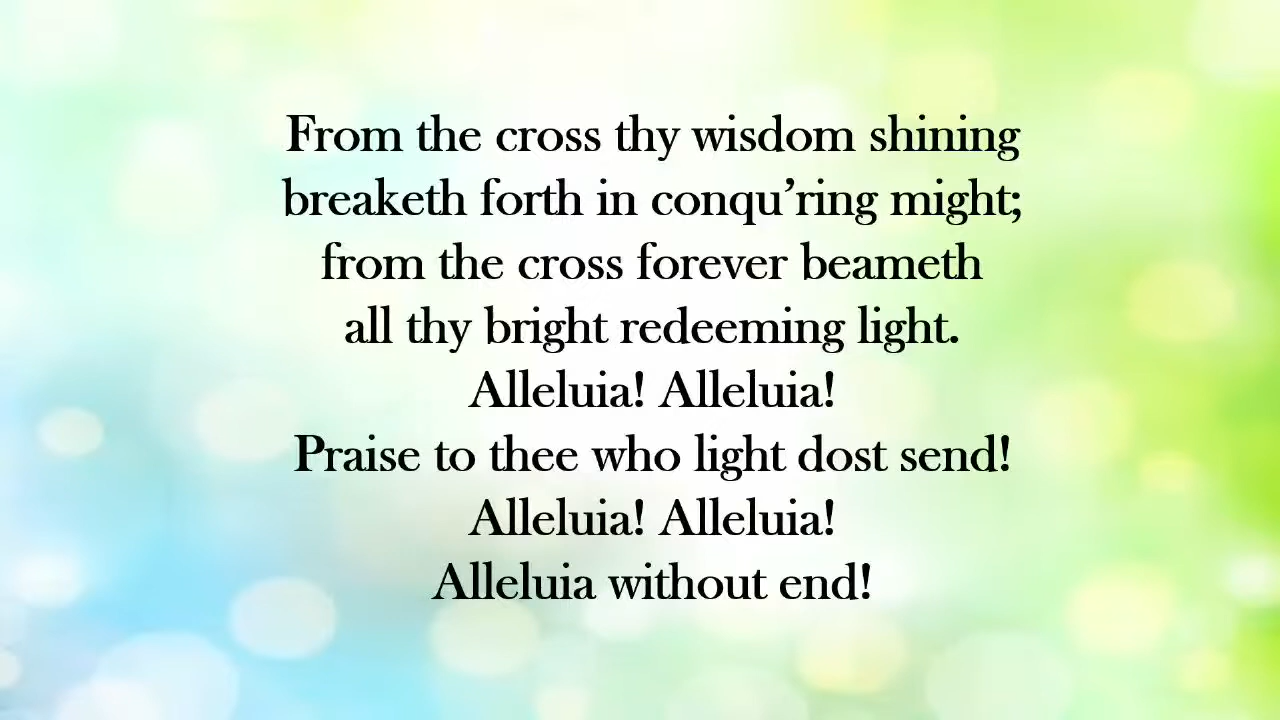 From the cross thy wisdom shining
breaketh forth in conqu’ring might;
from the cross forever beameth
all thy bright redeeming light.
Alleluia! Alleluia!
Praise to thee who light dost send!
Alleluia! Alleluia!
Alleluia without end!